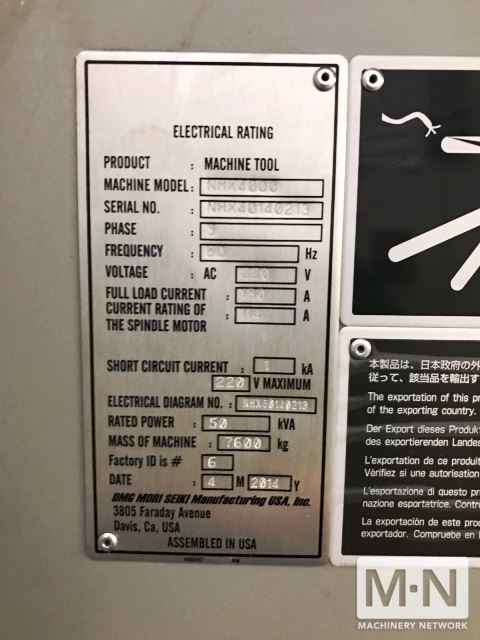 ELECTRICAL RATING
PRODUCT : MACHINE TOOL
MACHINE MODEL: NHX4000
SERIAL NO. : NHX40140213
PHASE : 3
FREQUENCY : 60 Hz
VOLTAGE : AC 220 V
FULL LOAD CURRENT : A
CURRENT RATING OF
THE SPINDLE MOTOR : A
SHORT CIRCUIT CURRENT : 1 kA
220 V MAXIMUM
ELECTRICAL DIAGRAM NO. : NHX40140213
RATED POWER : 50 kVA
MASS OF MACHINE : 7600 kg
Factory ID is # 6
DATE 4 M 2014 Y
DMG MORI SEIKI Manufacturing USA, Inc.
3805 Faraday Avenue
Davis, Ca, USA
ASSEMBLED IN USA
本製品は、日本政府の外
従って、該当品を輸出す
The exportation of this pr
of the exporting country.
Der Export dieses Produkt
des exportierenden Landes
L'exportation de ce produit
Vérifiez si une autorisation
L'esportazione di questo pr
nazione esportatrice. Contr
La exportación de este prod
exportador. Compruebe en l
M·N
MACHINERY NETWORK